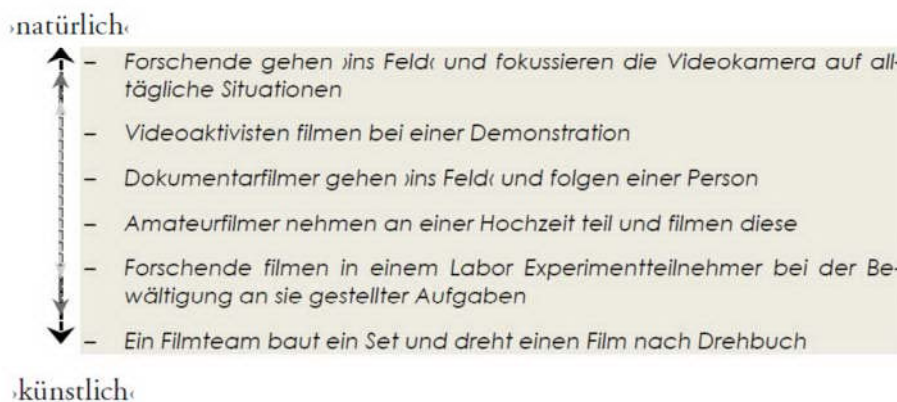 ›natürlich‹
– Forschende gehen ›ins Feld‹ und fokussieren die Videokamera auf all-
tägliche Situationen
– Videoaktivisten filmen bei einer Demonstration
– Dokumentarfilmer gehen ›ins Feld‹ und folgen einer Person
– Amateurfilmer nehmen an einer Hochzeit teil und filmen diese
– Forschende filmen in einem Labor Experimentteilnehmer bei der Be-
wältigung an sie gestellter Aufgaben
– Ein Filmteam baut ein Set und dreht einen Film nach Drehbuch
›künstlich‹